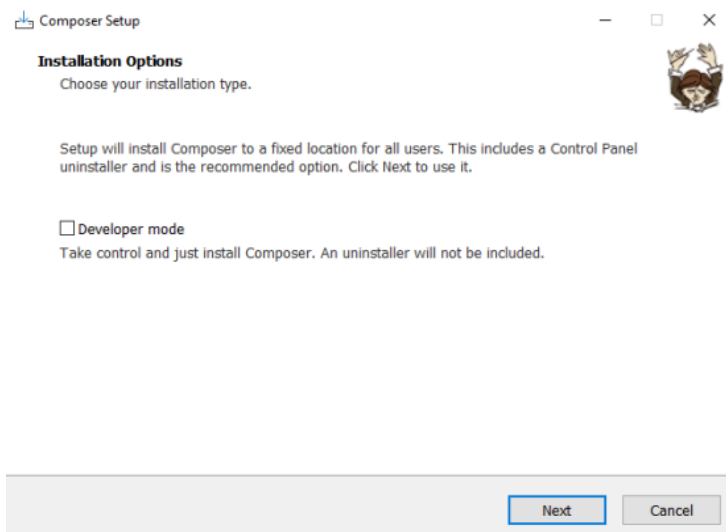 Composer Setup
Installation Options
Choose your installation type.
Setup will install Composer to a fixed location for all users. This includes a Control Panel
uninstaller and is the recommended option. Click Next to use it.
Developer mode
Take control and just install Composer. An uninstaller will not be included.
Next
Cancel